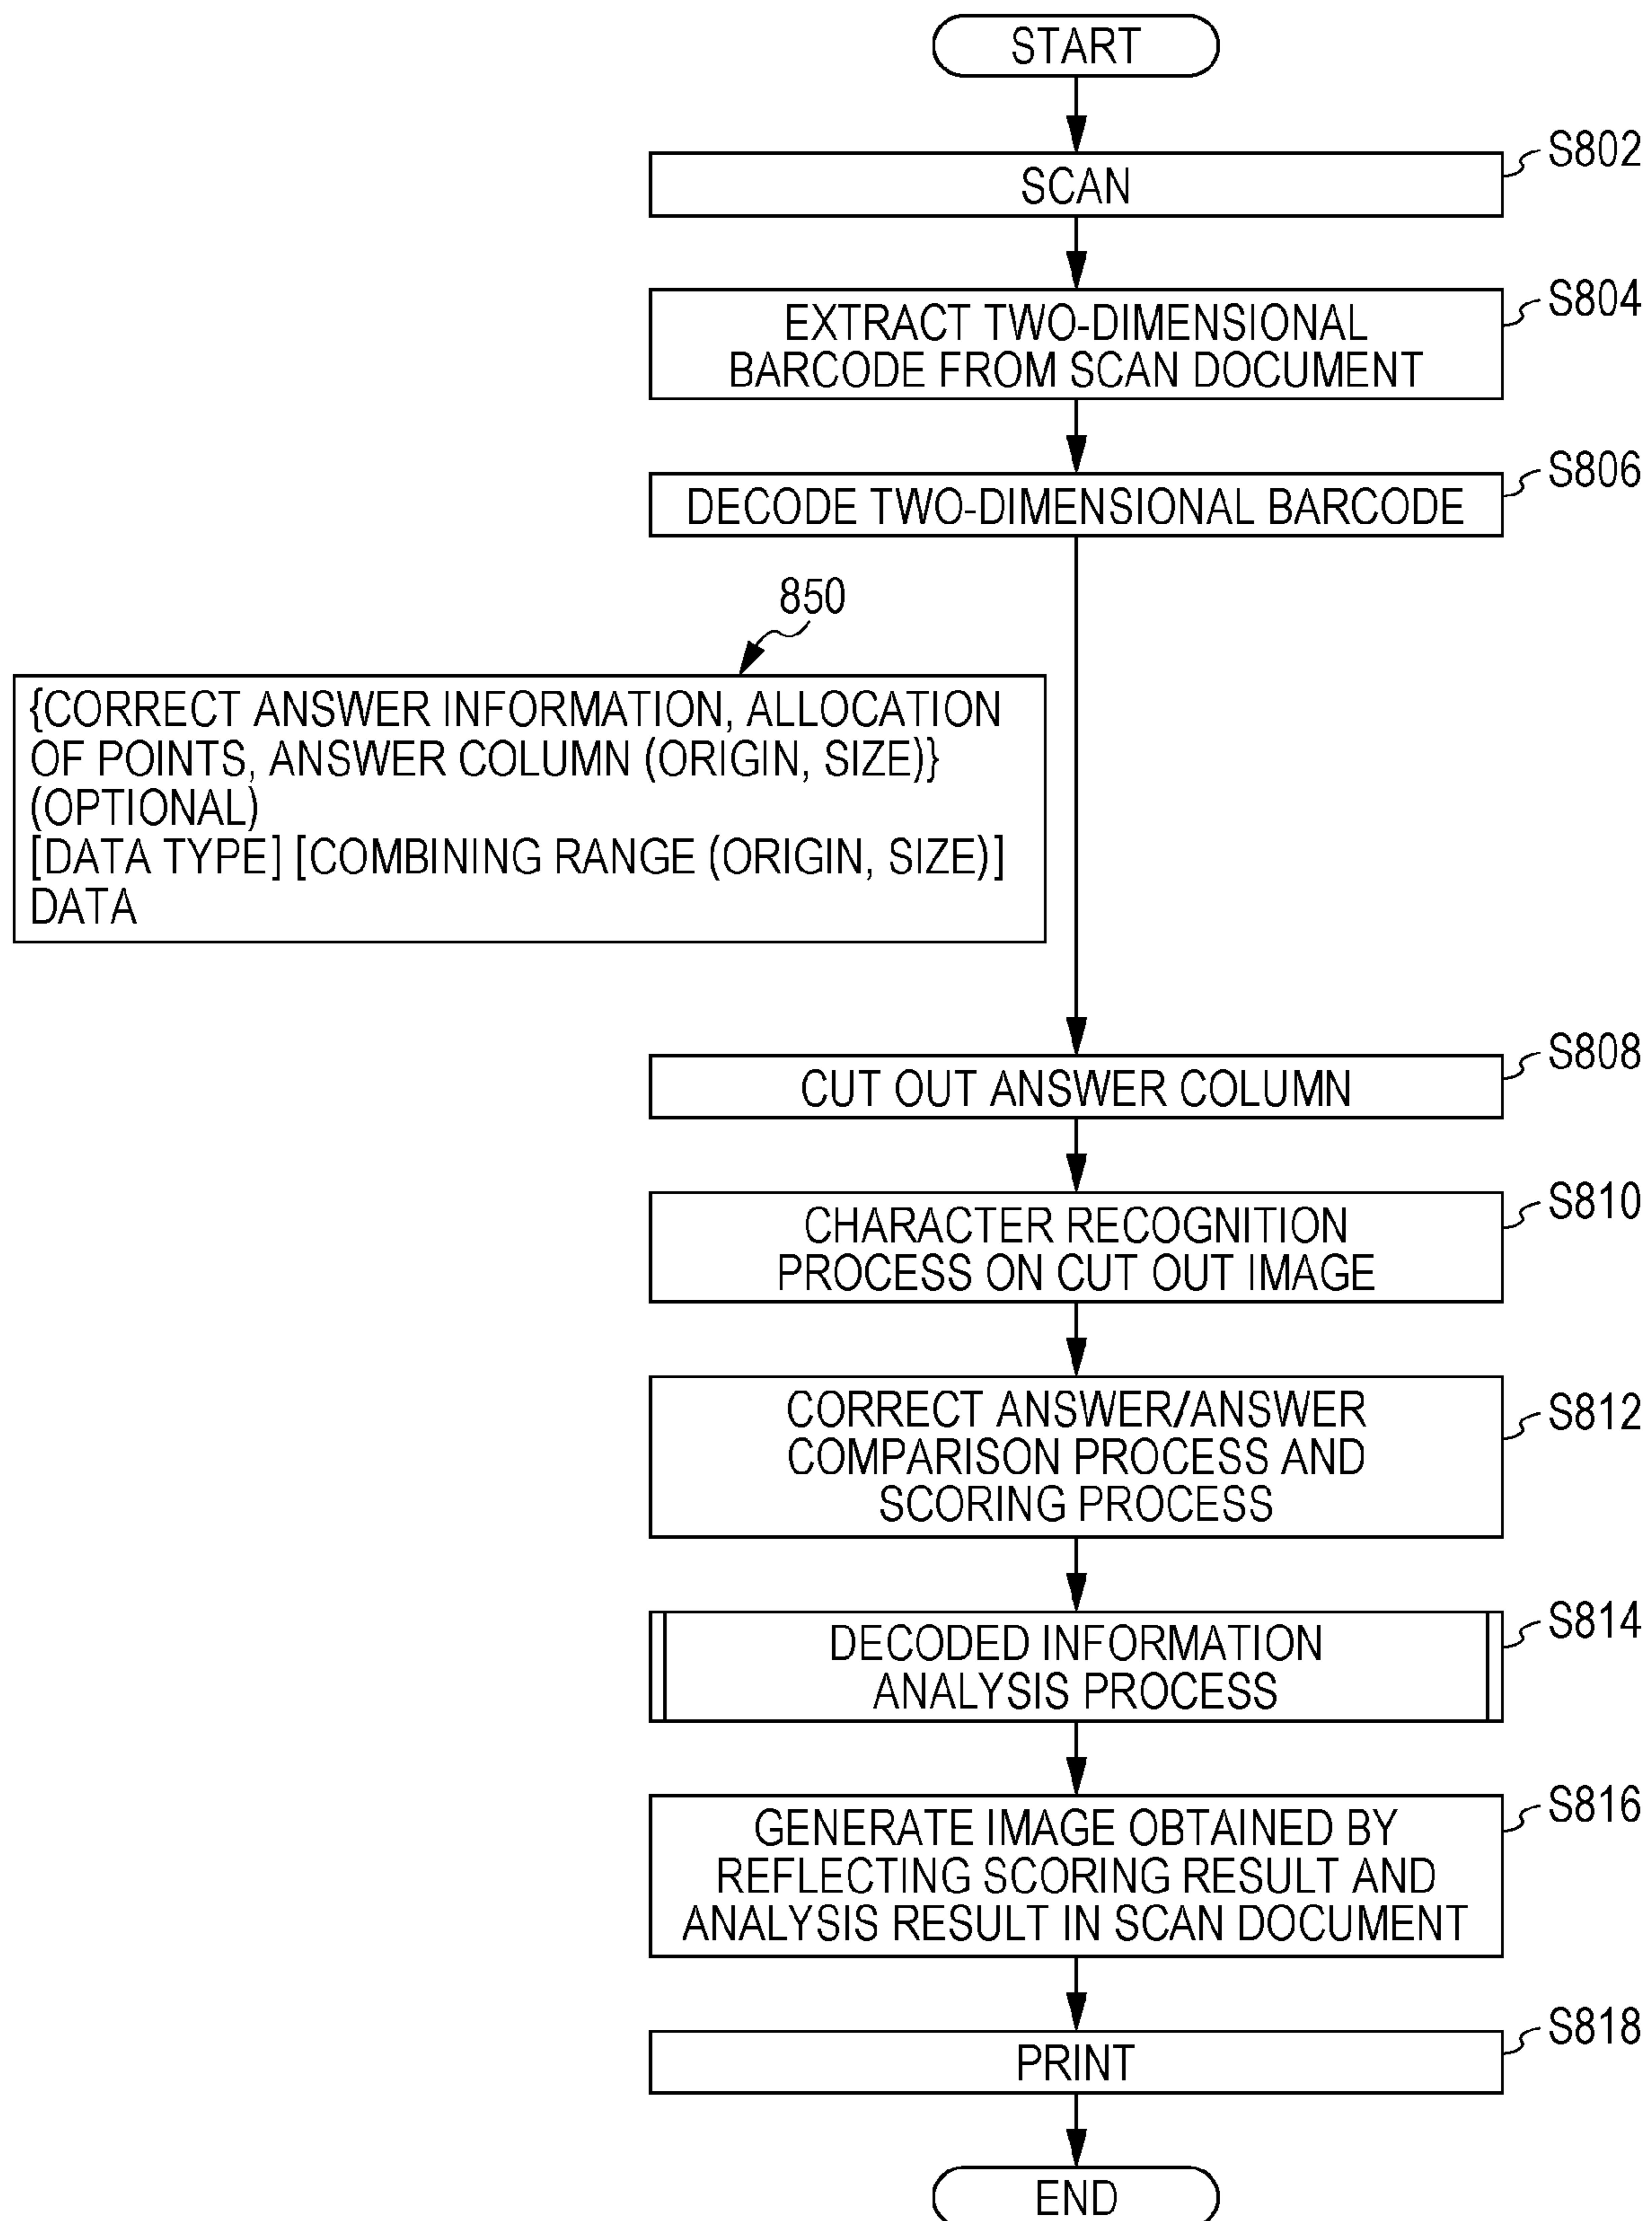 START
S802
SCAN
S804
EXTRACT TWO-DIMENSIONAL
BARCODE FROM SCAN DOCUMENT
S806
DECODE TWO-DIMENSIONAL BARCODE
850
{CORRECT ANSWER INFORMATION, ALLOCATION
OF POINTS, ANSWER COLUMN (ORIGIN, SIZE)}
(OPTIONAL)
[DATA TYPE] [COMBINING RANGE (ORIGIN, SIZE)]
DATA
S808
CUT OUT ANSWER COLUMN
S810
CHARACTER RECOGNITION
PROCESS ON CUT OUT IMAGE
S812
CORRECT ANSWER/ANSWER
COMPARISON PROCESS AND
SCORING PROCESS
S814
DECODED INFORMATION
ANALYSIS PROCESS
S816
GENERATE IMAGE OBTAINED BY
REFLECTING SCORING RESULT AND
ANALYSIS RESULT IN SCAN DOCUMENT
S818
PRINT
END